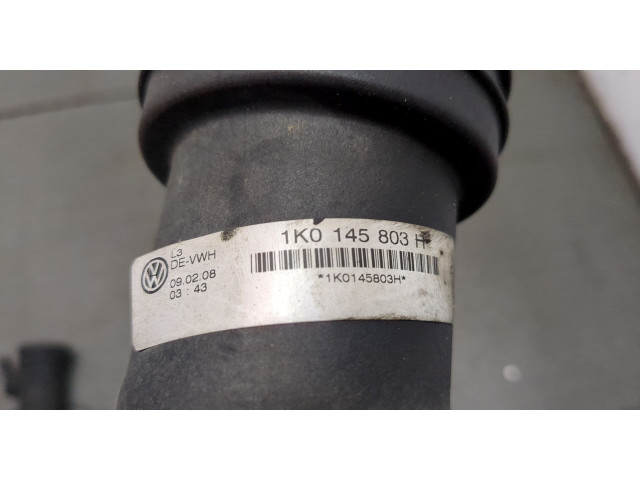 L3
DE-VWH
09.02.08
03 : 43
1K0 145 803 H
*1K0145803H*